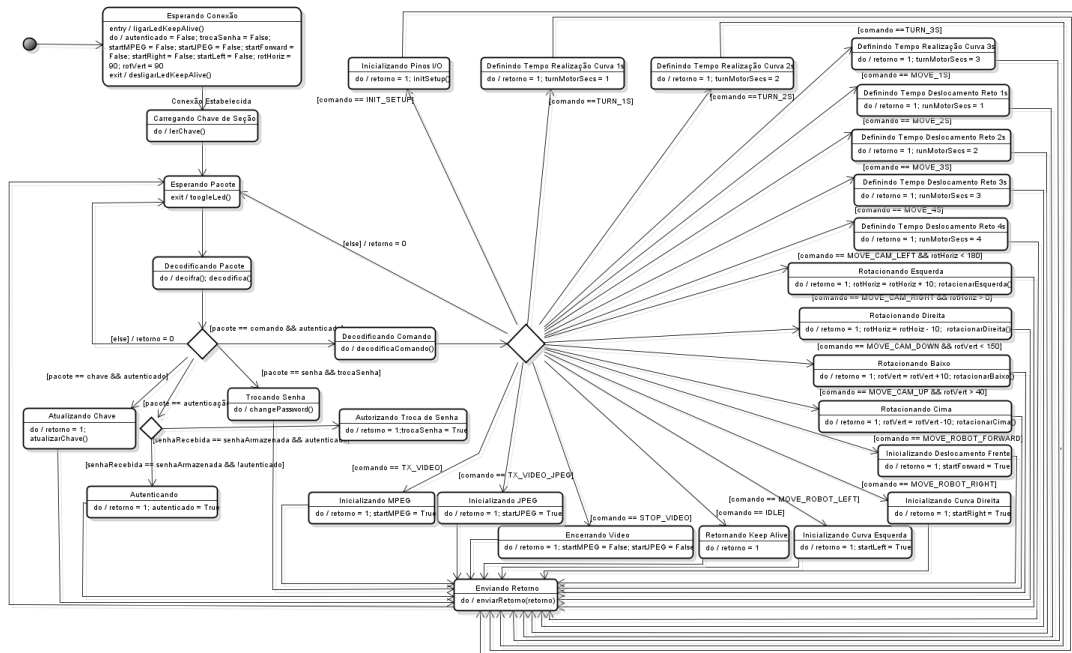 Esperando Conexão
entry / ligarLedKeepAlive()
do / autenticado = False; trocaSenha = False;
startMPEG = False; startJPEG = False; startForward =
False; startRight = False; startLeft = False; rotHoriz =
90; rotVert = 90
exit / desligarLedKeepAlive()
Conexão Estabelecida
Carregando Chave de Seção
do / lerChave()
Esperando Pacote
exit / toogleLed()
Decodificando Pacote
do / decifra(); decodifica()
[else] / retorno = 0
[pacote == comando && autenticado]
Decodificando Comando
do / decodificaComando()
[else] / retorno = 0
[pacote == chave && autenticado]
[pacote == senha && trocaSenha]
Trocando Senha
do / changePassword()
[pacote == autenticação]
Atualizando Chave
do / retorno = 1;
atualizarChave()
Autorizando Troca de Senha
do / retorno = 1;trocaSenha = True
[senhaRecebida == senhaArmazenada && autenticado]
[senhaRecebida == senhaArmazenada && !autenticado]
Autenticando
do / retorno = 1; autenticado = True
Inicializando Pinos I/O
do / retorno = 1; initSetup()
[comando == INIT_SETUP]
Definindo Tempo Realização Curva 1s
do / retorno = 1; turnMotorSecs = 1
[comando ==TURN_1S]
Definindo Tempo Realização Curva 2s
do / retorno = 1; turnMotorSecs = 2
[comando ==TURN_2S]
[comando ==TURN_3S]
Definindo Tempo Realização Curva 3s
do / retorno = 1; turnMotorSecs = 3
[comando == MOVE_1S]
Definindo Tempo Deslocamento Reto 1s
do / retorno = 1; runMotorSecs = 1
[comando == MOVE_2S]
Definindo Tempo Deslocamento Reto 2s
do / retorno = 1; runMotorSecs = 2
[comando == MOVE_3S]
Definindo Tempo Deslocamento Reto 3s
do / retorno = 1; runMotorSecs = 3
[comando == MOVE_4S]
Definindo Tempo Deslocamento Reto 4s
do / retorno = 1; runMotorSecs = 4
[comando == MOVE_CAM_LEFT && rotHoriz < 180]
Rotacionando Esquerda
do / retorno = 1; rotHoriz = rotHoriz + 10; rotacionarEsquerda()
[comando == MOVE_CAM_RIGHT && rotHoriz > 0]
Rotacionando Direita
do / retorno = 1; rotHoriz = rotHoiz - 10; rotacionarDireita()
[comando == MOVE_CAM_DOWN && rotVert < 150]
Rotacionando Baixo
do / retorno = 1; rotVert = rotVert +10; rotacionarBaixo()
[comando == MOVE_CAM_UP && rotVert > 40]
Rotacionando Cima
do / retorno = 1; rotVert = rotVert -10; rotacionarCima()
[comando == MOVE_ROBOT_FORWARD]
Inicializando Deslocamento Frente
do / retorno = 1; startForward = True
[comando == MOVE_ROBOT_RIGHT]
Inicializando Curva Direita
do / retorno = 1; startRight = True
[comando == MOVE_ROBOT_LEFT]
Inicializando Curva Esquerda
do / retorno = 1; startLeft = True
[comando == IDLE]
Retornando Keep Alive
do / retorno = 1
[comando == STOP_VIDEO]
Encerrando Video
do / retorno = 1; startMPEG = False; startJPEG = False
[comando == TX_VIDEO_JPEG]
Inicializando JPEG
do / retorno = 1; startJPEG = True
[comando == TX_VIDEO]
Inicializando MPEG
do / retorno = 1; startMPEG = True
Enviando Retorno
do / enviarRetorno(retorno)